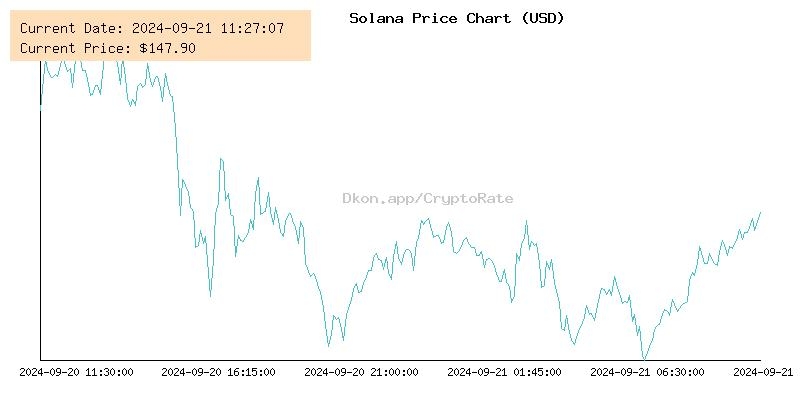 Solana Price Chart (USD)
Current Date: 2024-09-21 11:27:07
Current Price: $147.90
Dkon.app/CryptoRate
2024-09-20 11:30:00 2024-09-20 16:15:00 2024-09-20 21:00:00 2024-09-21 01:45:00 2024-09-21 06:30:00 2024-09-21